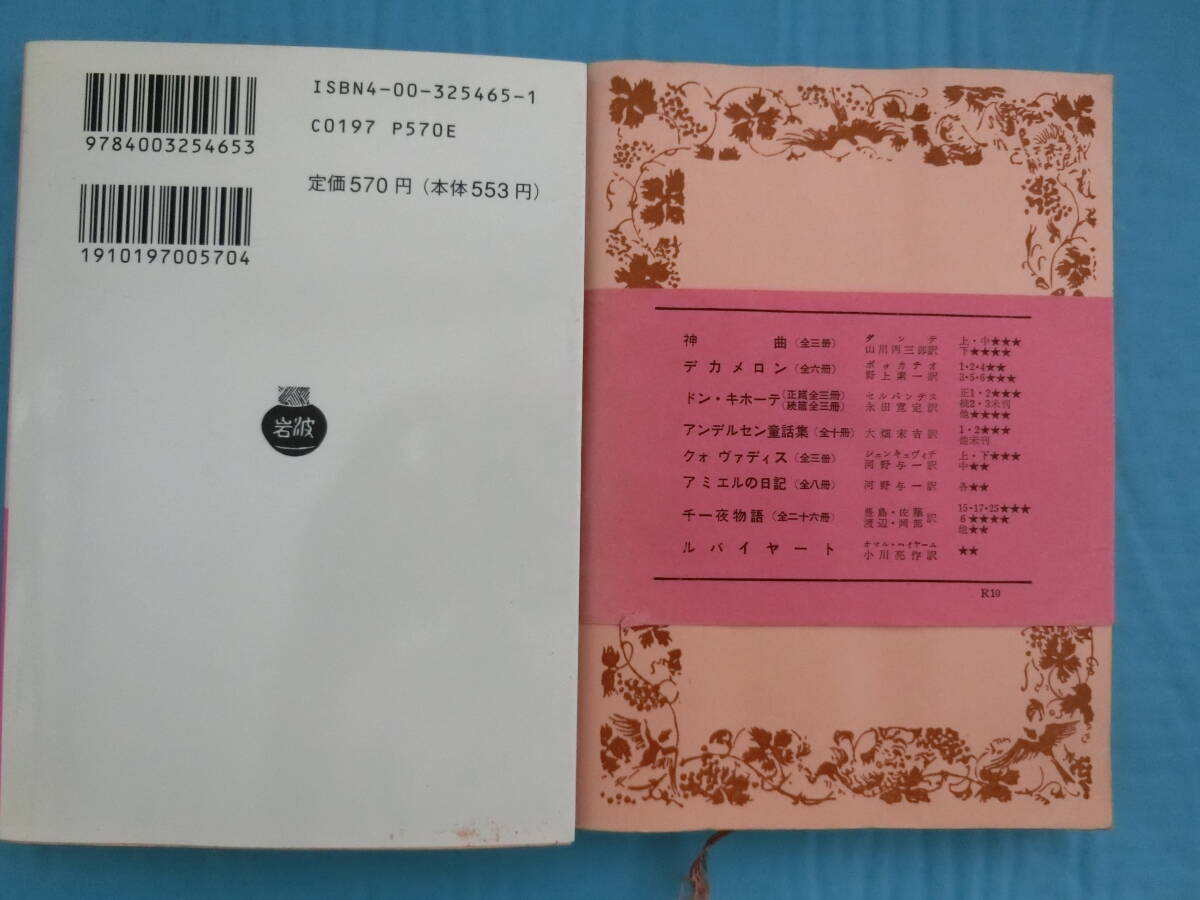 ISBN4-00-325465-1
C0197 P570E
9784003254653
定価570円（本体553円）
1910197005704
岩波
神曲（全三冊） ダンテ 山川丙三郎訳 上・中★★★ 下★★★★
デカメロン（全六冊） ボッカチオ 野上素一訳 1・2・4★★ 3・5・6★★★
ドン・キホーテ（正篇全三冊）（続篇全三冊） セルバンテス 永田寛定訳 正1・2★★★ 続2・3未刊 他★★★★
アンデルセン童話集（全十冊） 大畑末吉訳 1・2★★★ 他未刊
クォ ヴァディス（全三冊） シェンキェヴィチ 河野与一訳 上・下★★★ 中★★
アミエルの日記（全八冊） 河野与一訳 各★★
千一夜物語（全二十六冊） 豊島・佐藤 渡辺・岡部訳 15・17・25★★★ 6★★★★ 他★★
ルバイヤート オマル・ハイヤーム 小川亮作訳 ★★
R10